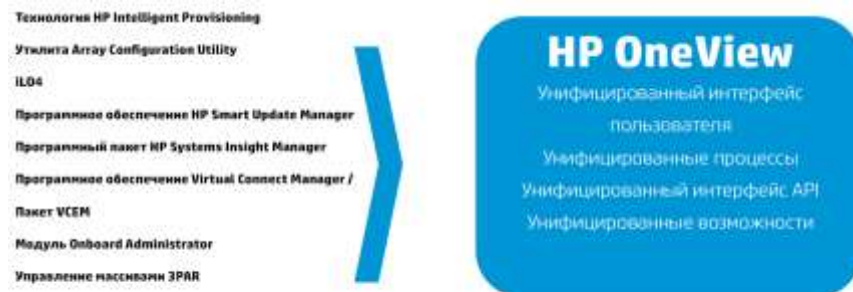 Технология HP Intelligent Provisioning
Утилита Array Configuration Utility
iLO4
Программное обеспечение HP Smart Update Manager
Программный пакет HP Systems Insight Manager
Программное обеспечение Virtual Connect Manager /
Пакет VCEM
Модуль Onboard Administrator
Управление массивами 3PAR
HP OneView
Унифицированный интерфейс
пользователя
Унифицированные процессы
Унифицированный интерфейс API
Унифицированные возможности